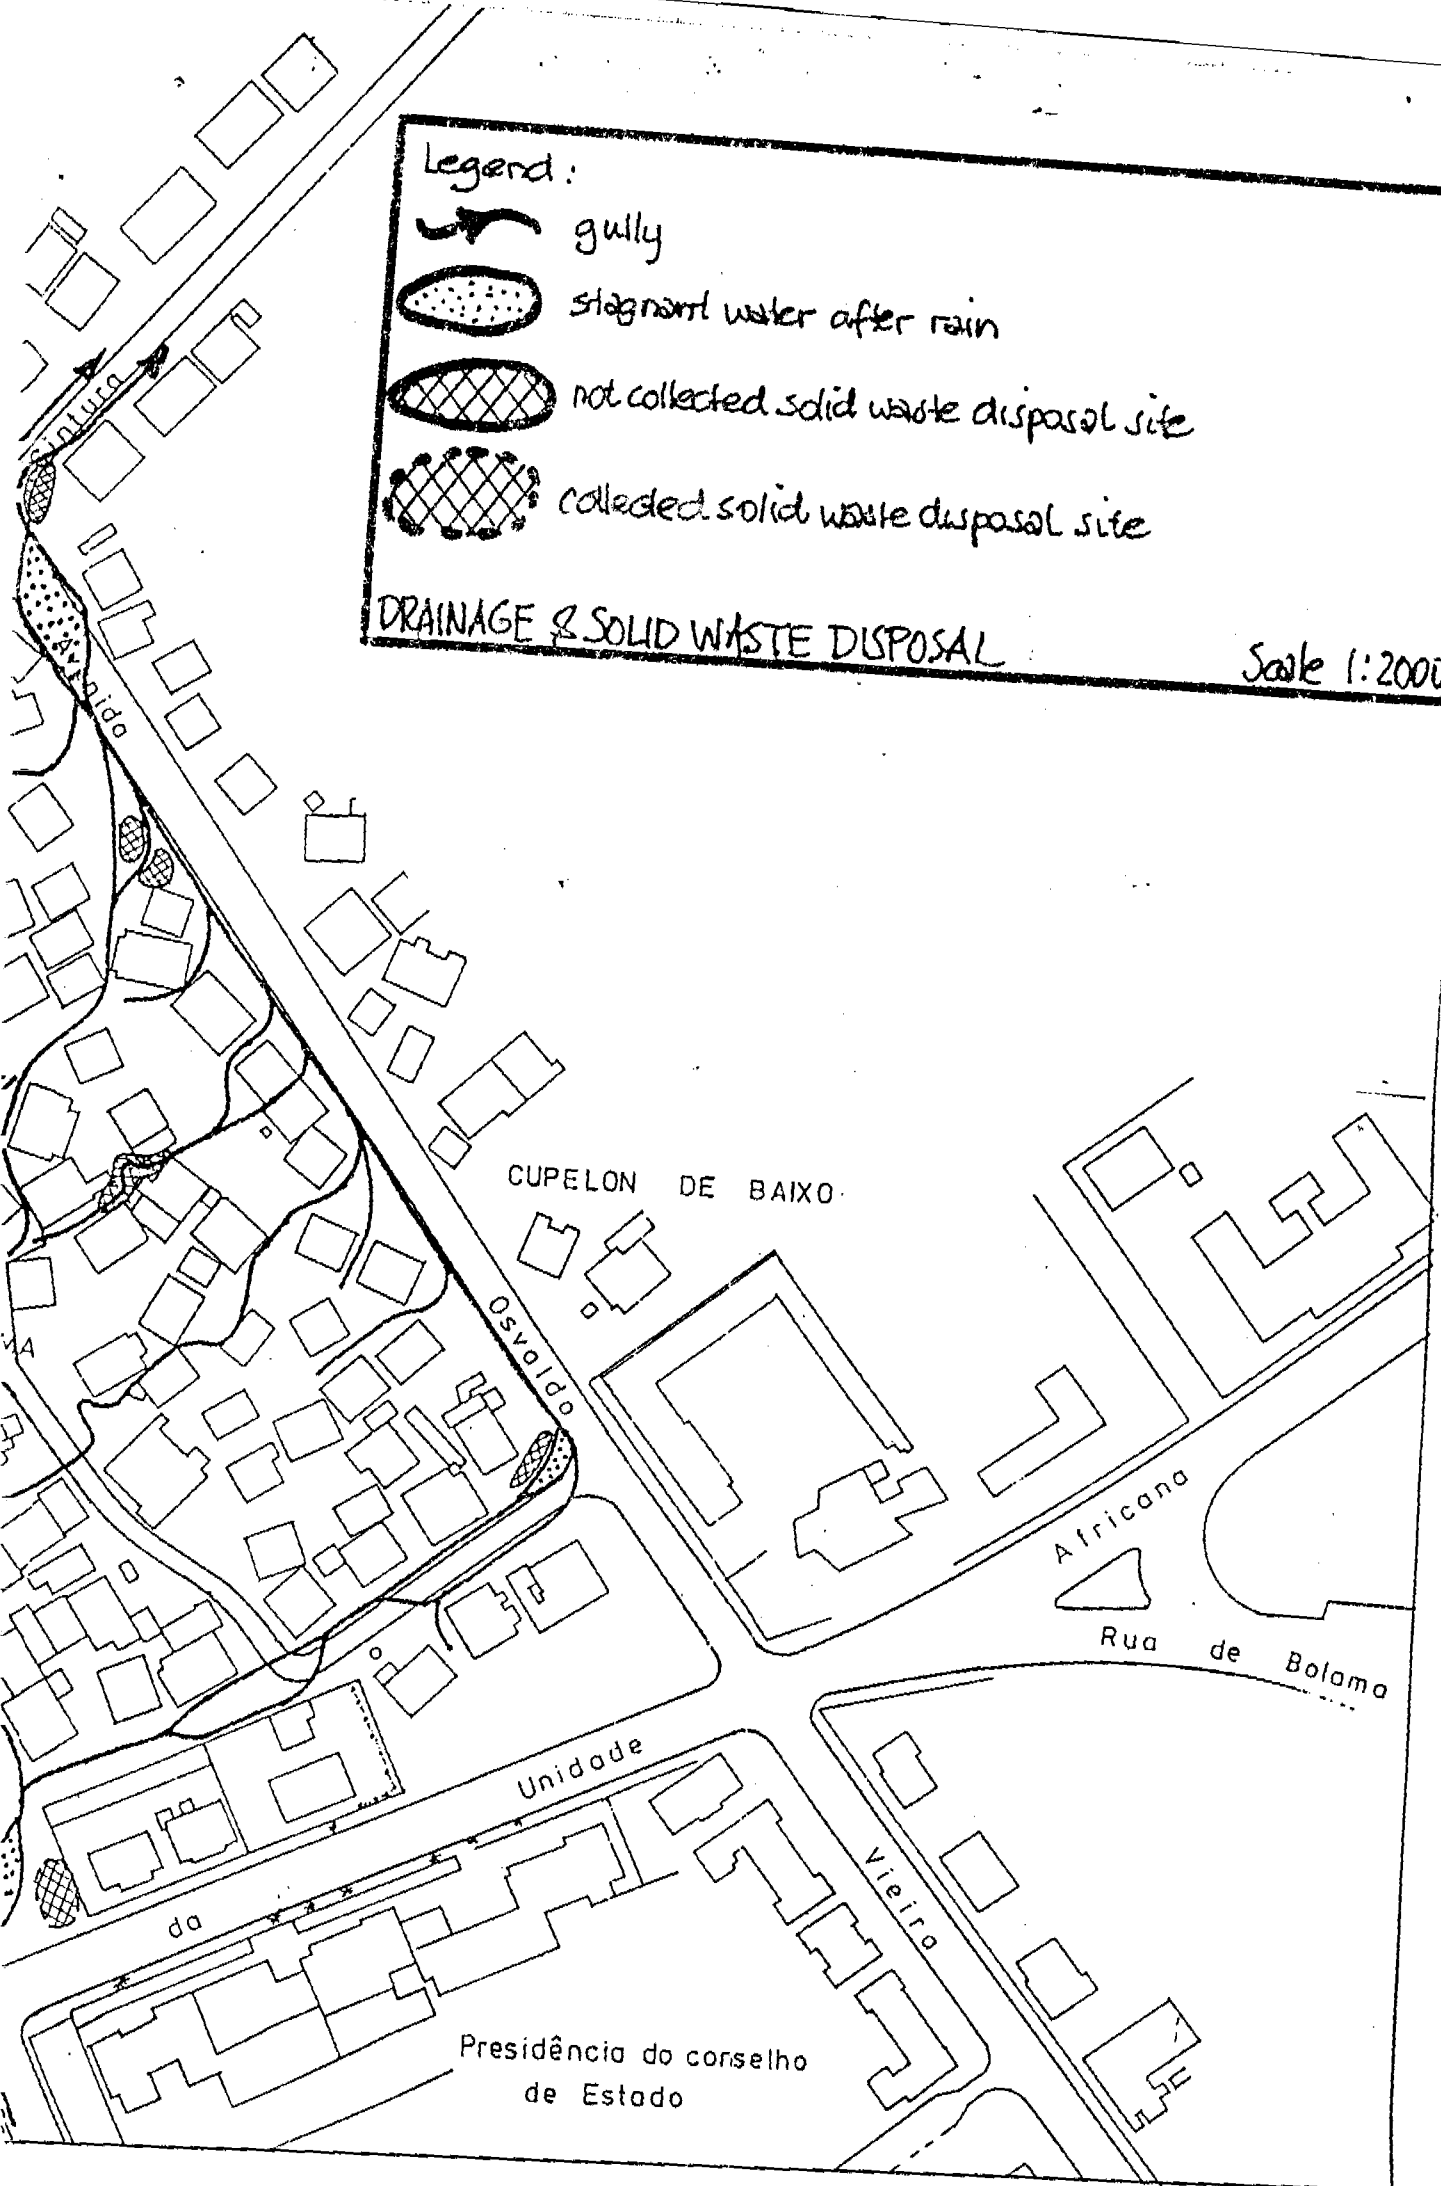 Legend:
gully
stagnant water after rain
not collected solid waste disposal site
collected solid waste disposal site
DRAINAGE & SOLID WASTE DISPOSAL
Scale 1:2000
Cintura
Avenida
CUPELON DE BAIXO
Osvaldo
VA
Africana
Rua de Bolama
Unidade
da
Vieira
Presidência do conselho
de Estado